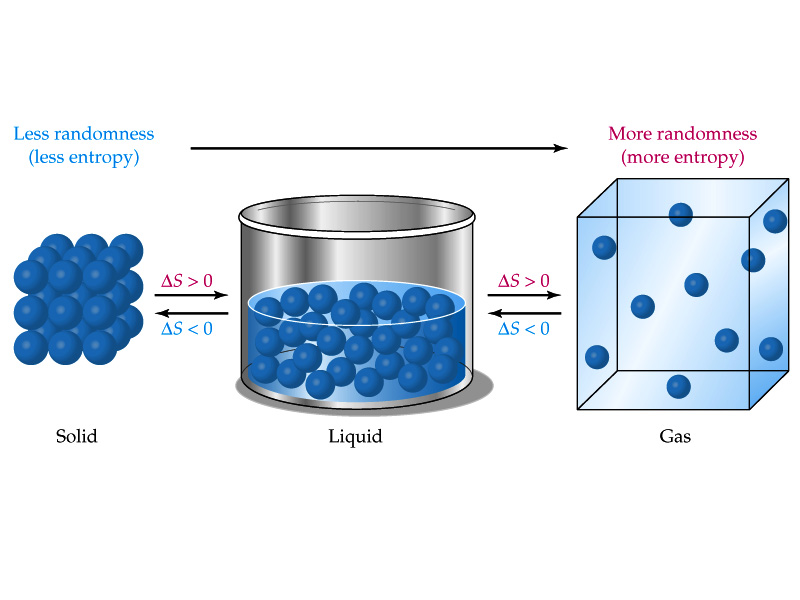 Less randomness
(less entropy)
More randomness
(more entropy)
ΔS > 0
ΔS < 0
ΔS > 0
ΔS < 0
Solid
Liquid
Gas